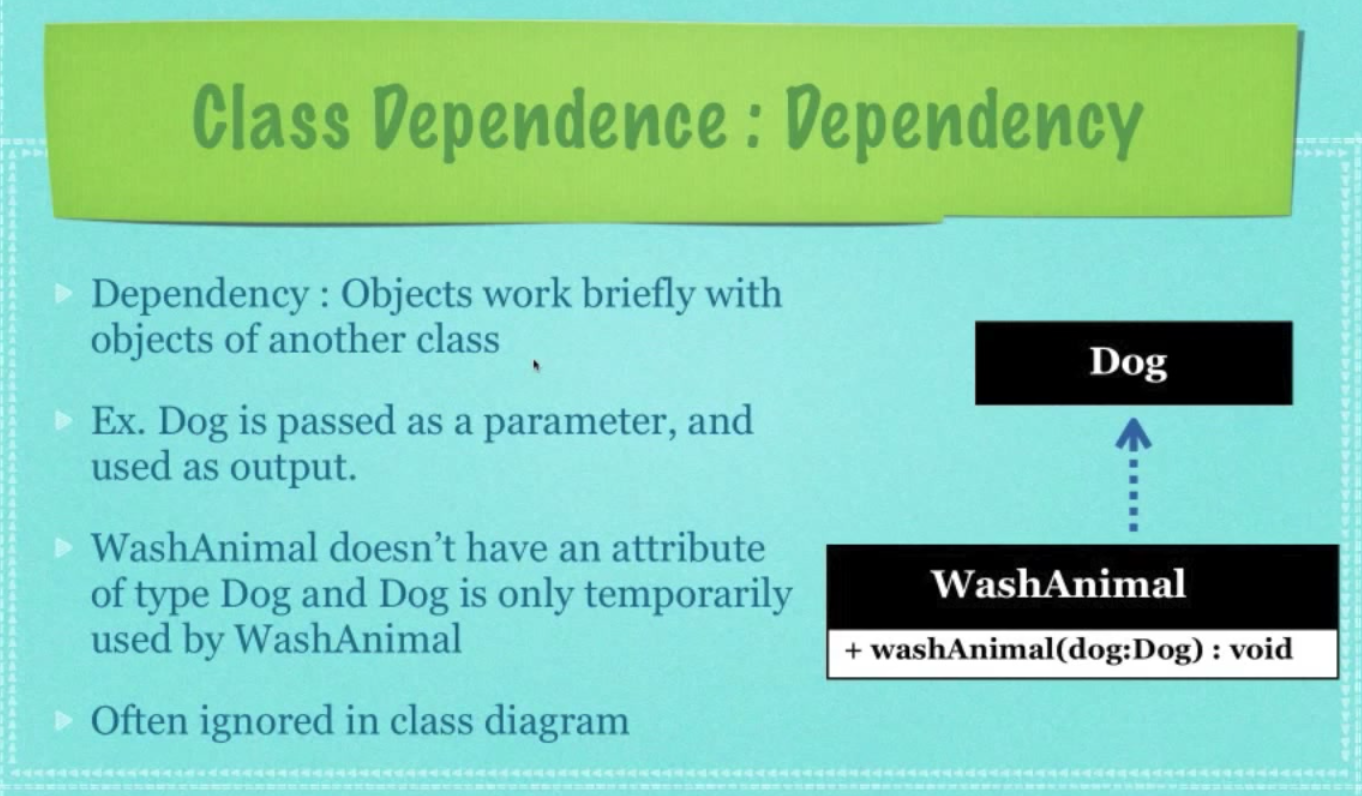 Class Dependence : Dependency
Dependency : Objects work briefly with
objects of another class
Ex. Dog is passed as a parameter, and
used as output.
WashAnimal doesn't have an attribute
of type Dog and Dog is only temporarily
used by WashAnimal
Often ignored in class diagram
Dog
WashAnimal
+ washAnimal(dog:Dog) : void